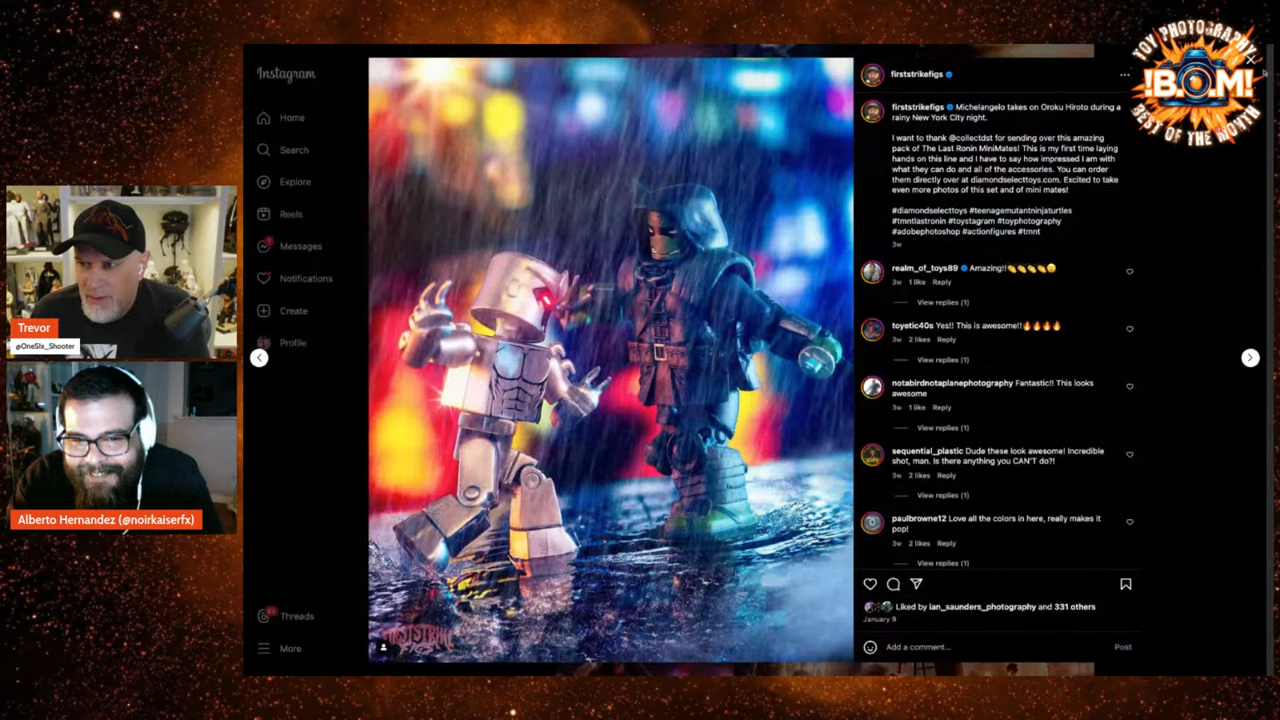 TOY PHOTOGRAPHY
!B.O.M!
BEST OF THE MONTH
Instagram
Home
Search
Explore
Reels
Messages
Notifications
Create
Profile
Threads
More
Trevor
@OneSix_Shooter
Alberto Hernandez (@noirkaiserfx)
firststrikefigs
firststrikefigs Michelangelo takes on Oroku Hiroto during a
rainy New York City night.
I want to thank @collectdst for sending over this amazing
pack of The Last Ronin MiniMates! This is my first time laying
hands on this line and I have to say how impressed I am with
what they can do and all of the accessories. You can order
them directly over at diamondselecttoys.com. Excited to take
even more photos of this set and of mini mates!
#diamondselecttoys #teenagemutantninjaturtles
#tmntlastronin #toystagram #toyphotography
#adobephotoshop #actionfigures #tmnt
3w
realm_of_toys89 Amazing!!👏👏👏👏😮
3w 1 like Reply
View replies (1)
toyetic40s Yes!! This is awesome!!🔥🔥🔥🔥
3w 2 likes Reply
View replies (1)
notabirdnotaplanephotography Fantastic!! This looks
awesome
3w 1 like Reply
View replies (1)
sequential_plastic Dude these look awesome! Incredible
shot, man. Is there anything you CAN'T do?!
3w 2 likes Reply
View replies (1)
paulbrowne12 Love all the colors in here, really makes it
pop!
3w 2 likes Reply
View replies (1)
Liked by ian_saunders_photography and 331 others
January 9
Add a comment...
Post